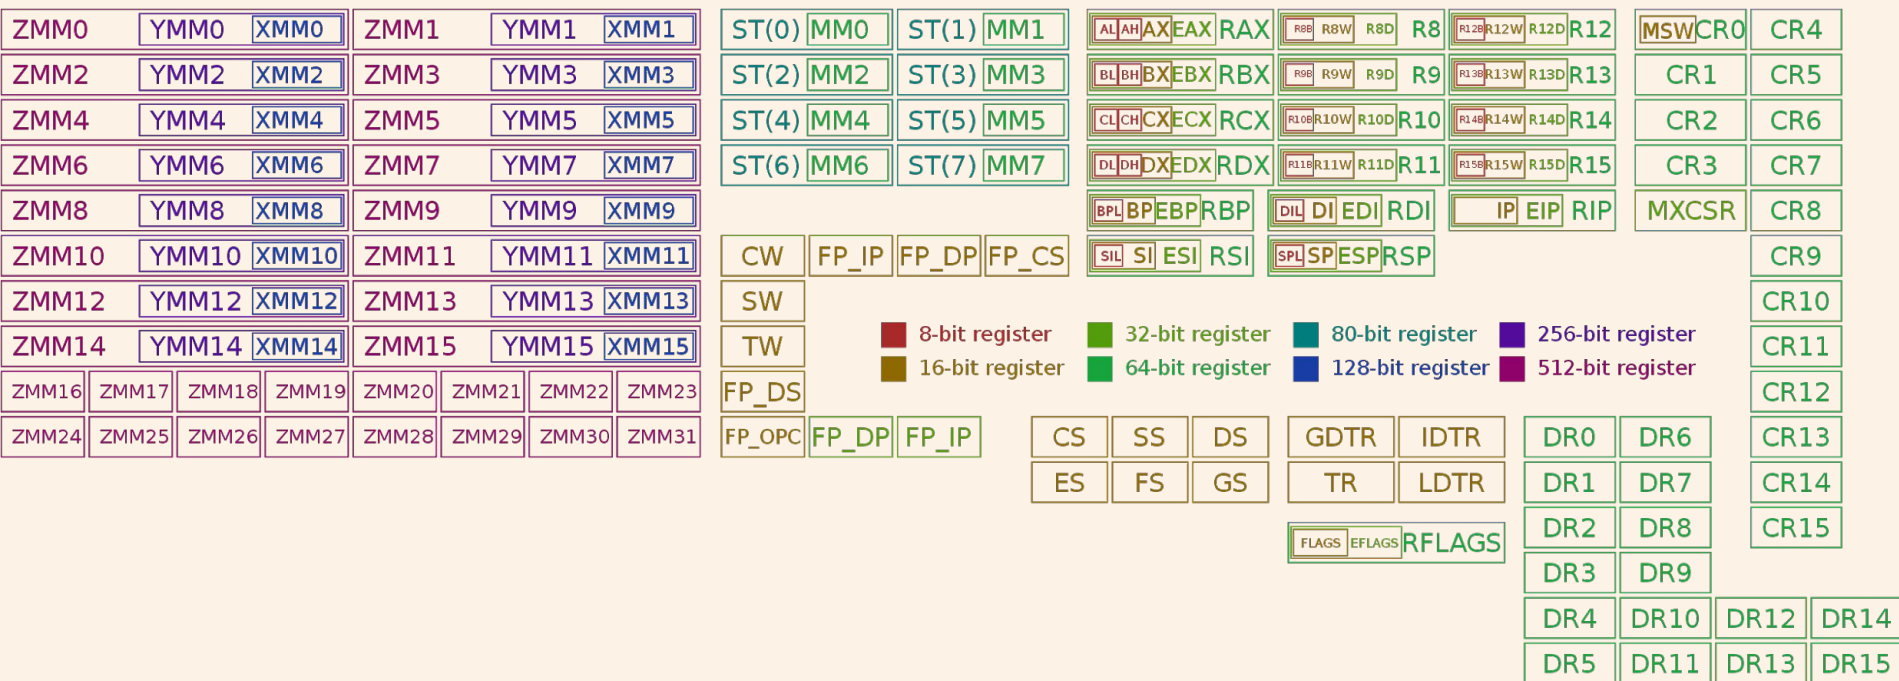 ZMM0 YMM0 XMM0 ZMM1 YMM1 XMM1 ST(0) MM0 ST(1) MM1 AL AH AX EAX RAX R8B R8W R8D R8 R12B R12W R12D R12 MSW CR0 CR4
ZMM2 YMM2 XMM2 ZMM3 YMM3 XMM3 ST(2) MM2 ST(3) MM3 BL BH BX EBX RBX R9B R9W R9D R9 R13B R13W R13D R13 CR1 CR5
ZMM4 YMM4 XMM4 ZMM5 YMM5 XMM5 ST(4) MM4 ST(5) MM5 CL CH CX ECX RCX R10B R10W R10D R10 R14B R14W R14D R14 CR2 CR6
ZMM6 YMM6 XMM6 ZMM7 YMM7 XMM7 ST(6) MM6 ST(7) MM7 DL DH DX EDX RDX R11B R11W R11D R11 R15B R15W R15D R15 CR3 CR7
ZMM8 YMM8 XMM8 ZMM9 YMM9 XMM9 BPL BP EBP RBP DIL DI EDI RDI IP EIP RIP MXCSR CR8
ZMM10 YMM10 XMM10 ZMM11 YMM11 XMM11 CW FP_IP FP_DP FP_CS SIL SI ESI RSI SPL SP ESP RSP CR9
ZMM12 YMM12 XMM12 ZMM13 YMM13 XMM13 SW CR10
ZMM14 YMM14 XMM14 ZMM15 YMM15 XMM15 TW 8-bit register 32-bit register 80-bit register 256-bit register CR11
ZMM16 ZMM17 ZMM18 ZMM19 ZMM20 ZMM21 ZMM22 ZMM23 FP_DS 16-bit register 64-bit register 128-bit register 512-bit register CR12
ZMM24 ZMM25 ZMM26 ZMM27 ZMM28 ZMM29 ZMM30 ZMM31 FP_OPC FP_DP FP_IP CS SS DS GDTR IDTR DR0 DR6 CR13
ES FS GS TR LDTR DR1 DR7 CR14
FLAGS EFLAGS RFLAGS DR2 DR8 CR15
DR3 DR9
DR4 DR10 DR12 DR14
DR5 DR11 DR13 DR15